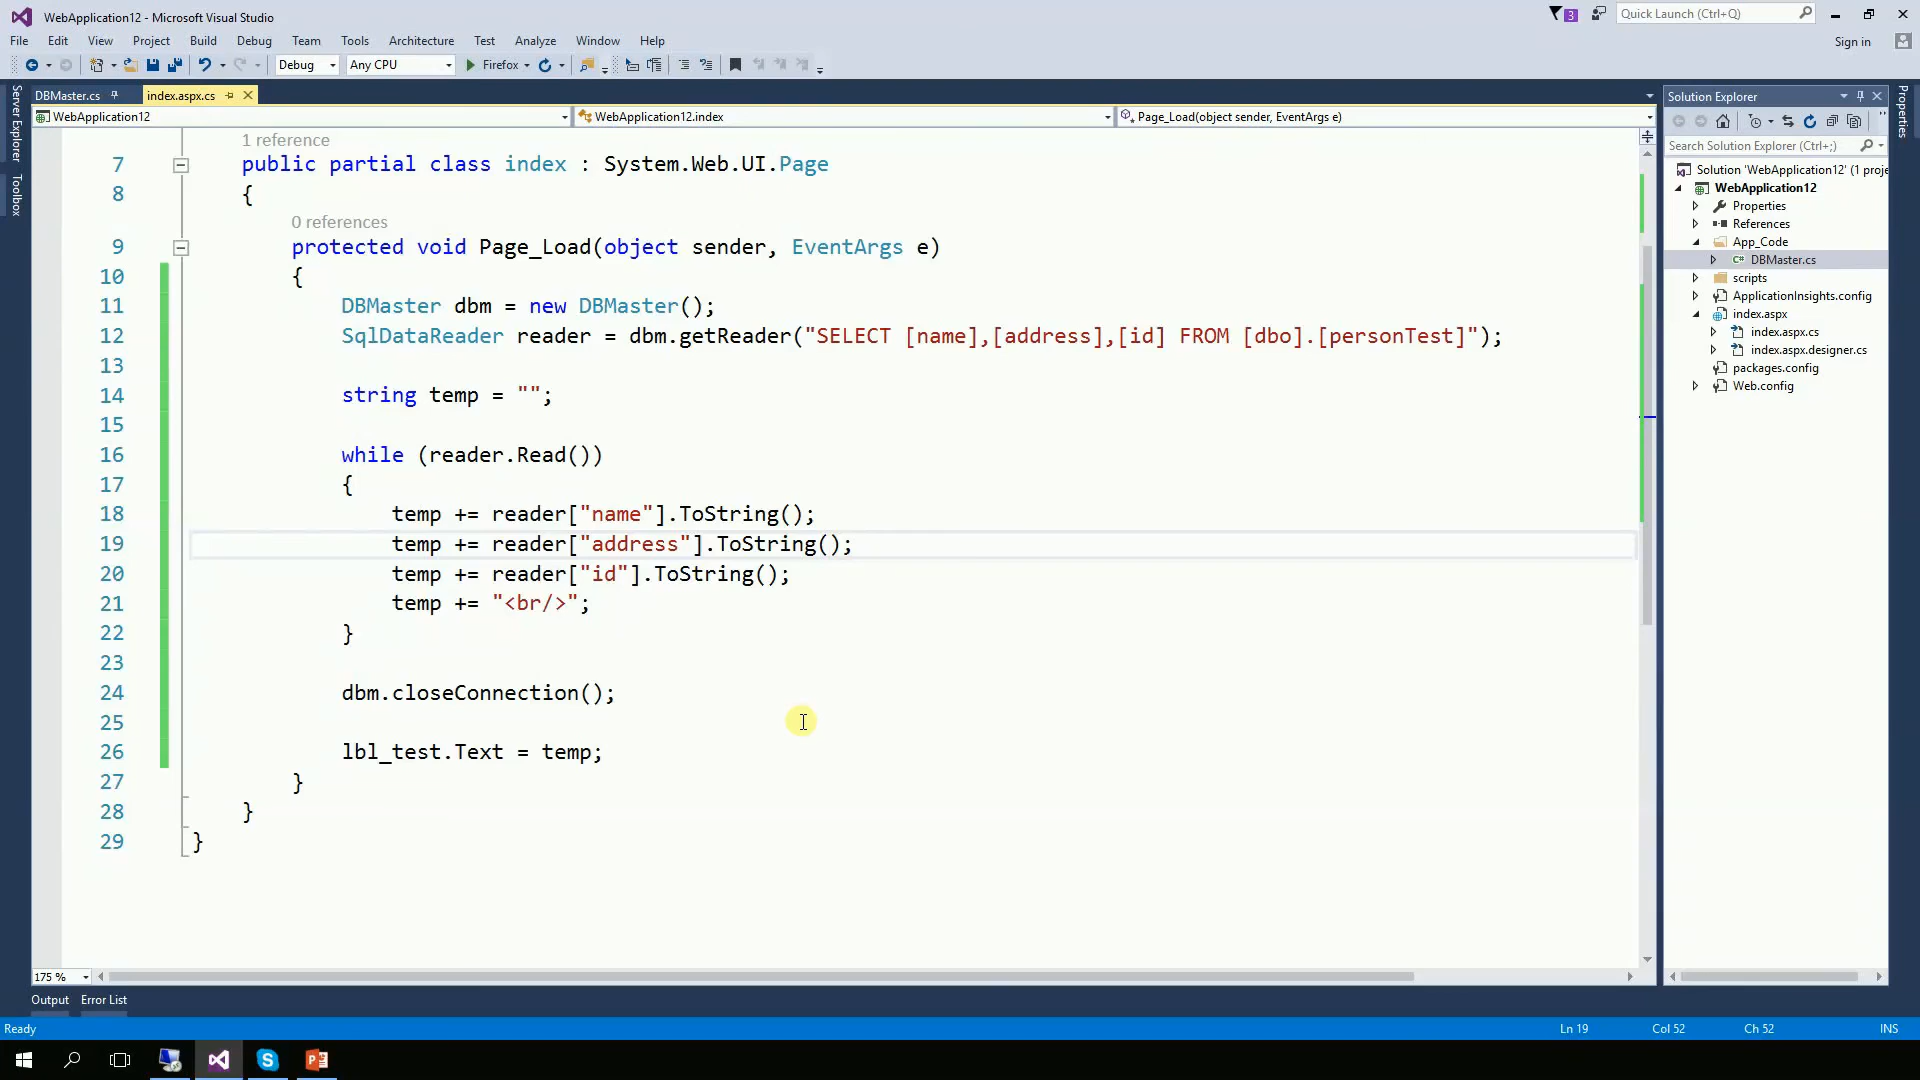 WebApplication12 - Microsoft Visual Studio
3
Quick Launch (Ctrl+Q)
File Edit View Project Build Debug Team Tools Architecture Test Analyze Window Help
Sign in
Debug Any CPU Firefox
DBMaster.cs index.aspx.cs
WebApplication12 WebApplication12.index Page_Load(object sender, EventArgs e)
Server Explorer
Toolbox
1 reference
7 public partial class index : System.Web.UI.Page
8 {
0 references
9 protected void Page_Load(object sender, EventArgs e)
10 {
11 DBMaster dbm = new DBMaster();
12 SqlDataReader reader = dbm.getReader("SELECT [name],[address],[id] FROM [dbo].[personTest]");
13
14 string temp = "";
15
16 while (reader.Read())
17 {
18 temp += reader["name"].ToString();
19 temp += reader["address"].ToString();
20 temp += reader["id"].ToString();
21 temp += "<br/>";
22 }
23
24 dbm.closeConnection();
25
26 lbl_test.Text = temp;
27 }
28 }
29 }
175 %
Solution Explorer
Search Solution Explorer (Ctrl+;)
Solution 'WebApplication12' (1 proje
WebApplication12
Properties
References
App_Code
DBMaster.cs
scripts
ApplicationInsights.config
index.aspx
index.aspx.cs
index.aspx.designer.cs
packages.config
Web.config
Properties
Output Error List
Ready Ln 19 Col 52 Ch 52 INS